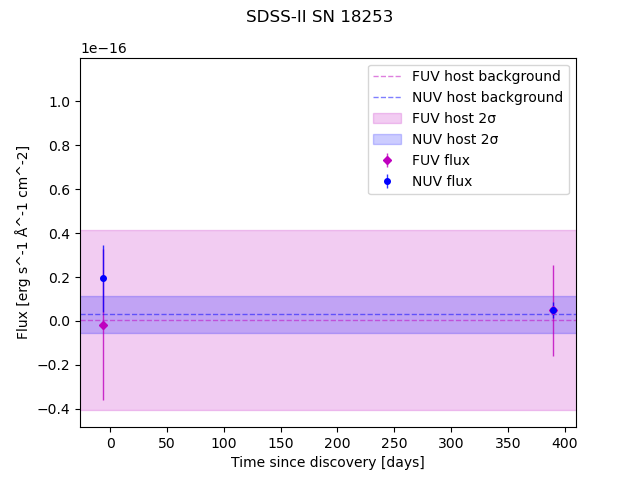 SDSS-II SN 18253
1e−16
FUV host background
NUV host background
FUV host 2σ
NUV host 2σ
FUV flux
NUV flux
1.0
0.8
0.6
0.4
0.2
0.0
−0.2
−0.4
Flux [erg s^-1 Å^-1 cm^-2]
0 50 100 150 200 250 300 350 400
Time since discovery [days]